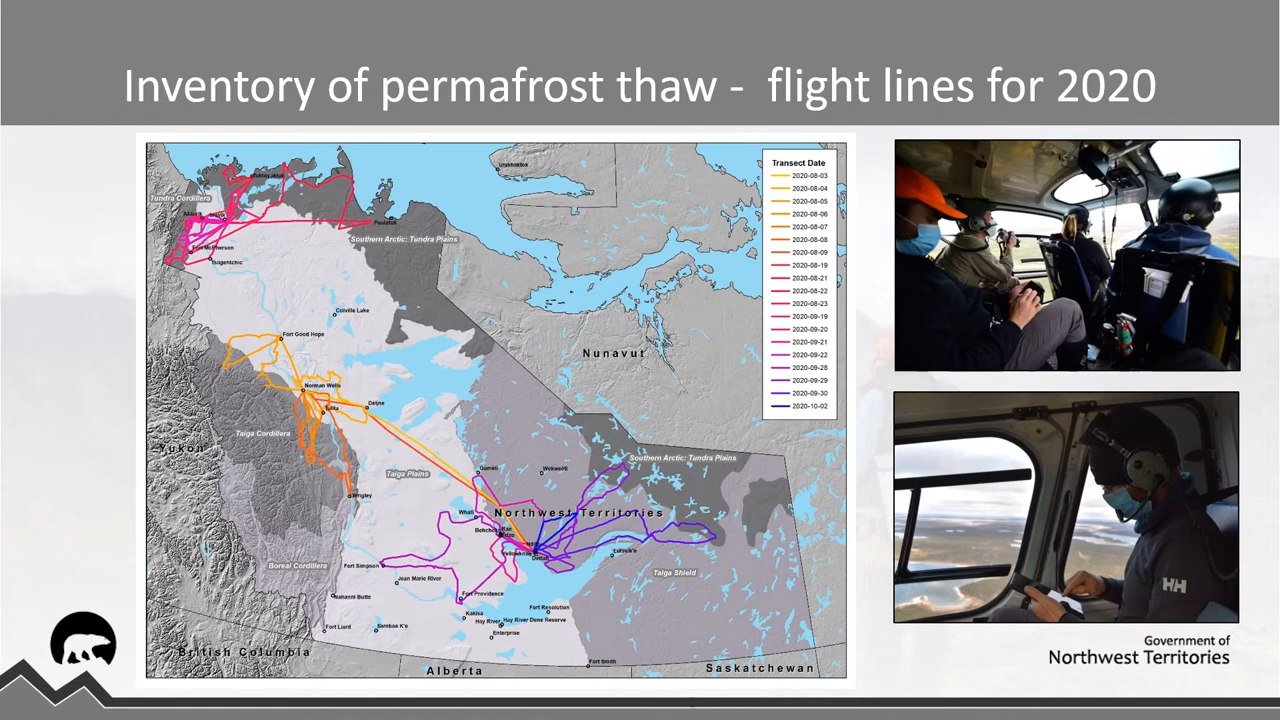 Inventory of permafrost thaw -  flight lines for 2020
Transect Date
2020-08-03
2020-08-04
2020-08-05
2020-08-06
2020-08-07
2020-08-08
2020-08-09
2020-08-19
2020-08-21
2020-08-22
2020-08-23
2020-09-19
2020-09-20
2020-09-21
2020-09-22
2020-09-28
2020-09-29
2020-09-30
2020-10-02
Ulukhaktok
Tundra Cordillera
Paulatuk
Fort McPherson
Tsiigehtchic
Southern Arctic: Tundra Plains
Colville Lake
Fort Good Hope
Nunavut
Norman Wells
Tulita
Déline
Taiga Cordillera
Yukon
Taiga Plains
Southern Arctic: Tundra Plains
Gamètì
Wekweètì
Wrigley
Whatì
Northwest Territories
Behchokǫ̀
Lutselk'e
Fort Simpson
Boreal Cordillera
Taiga Shield
Jean Marie River
Nahanni Butte
Fort Providence
Fort Resolution
Kakisa
Hay River
Hay River Dene Reserve
Enterprise
Fort Liard
Sambaa K'e
British Columbia
Alberta
Fort Smith
Saskatchewan
HH
Government of
Northwest Territories